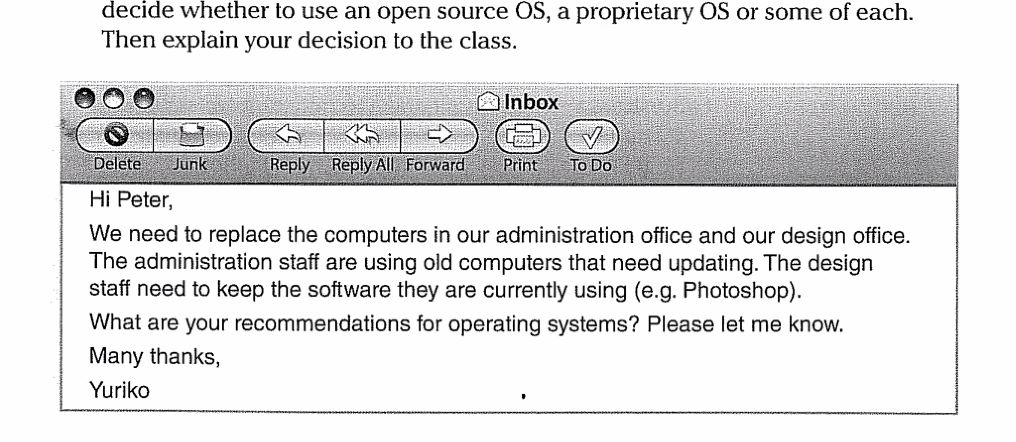 decide whether to use an open source OS, a proprietary OS or some of each.
Then explain your decision to the class.
Inbox
Delete Junk Reply Reply All Forward Print To Do
Hi Peter,
We need to replace the computers in our administration office and our design office.
The administration staff are using old computers that need updating. The design
staff need to keep the software they are currently using (e.g. Photoshop).
What are your recommendations for operating systems? Please let me know.
Many thanks,
Yuriko